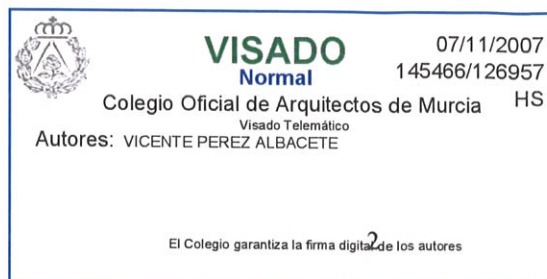 VISADO
07/11/2007
Normal
145466/126957
Colegio Oficial de Arquitectos de Murcia
HS
Visado Telemático
Autores: VICENTE PEREZ ALBACETE
El Colegio garantiza la firma digital de los autores
2